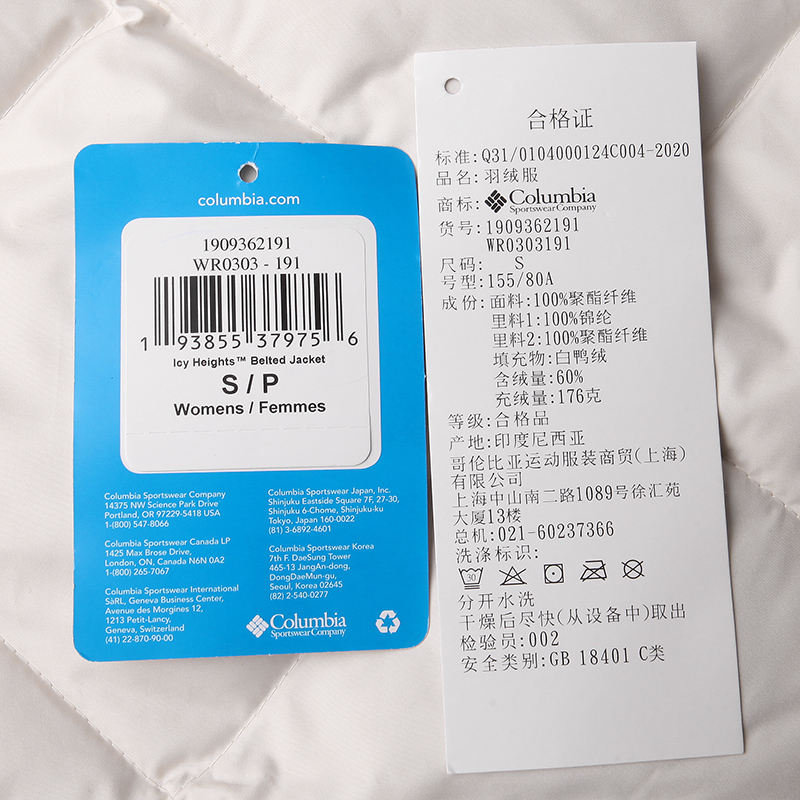 columbia.com
1909362191
WR0303 - 191
1 93855 37975 6
Icy Heights™ Belted Jacket
S / P
Womens / Femmes
Columbia Sportswear Company
14375 NW Science Park Drive
Portland, OR 97229-5418 USA
1-(800) 547-8066
Columbia Sportswear Canada LP
1425 Max Brose Drive,
London, ON, Canada N6N 0A2
1-(800) 265-7067
Columbia Sportswear International
SàRL, Geneva Business Center,
Avenue des Morgines 12,
1213 Petit-Lancy,
Geneva, Switzerland
(41) 22-870-90-00
Columbia Sportswear Japan, Inc.
Shinjuku Eastside Square 7F, 27-30,
Shinjuku 6-Chome, Shinjuku-ku
Tokyo, Japan 160-0022
(81) 3-6892-4601
Columbia Sportswear Korea
7th F. DaeSung Tower
465-13 JangAn-dong,
DongDaeMun-gu,
Seoul, Korea 02645
(82) 2-540-0277
Columbia
Sportswear Company
合格证
标准:Q31/0104000124C004-2020
品名:羽绒服
商标:Columbia
Sportswear Company
货号:1909362191
WR0303191
尺码: S
号型:155/80A
成份:面料:100%聚酯纤维
里料1:100%锦纶
里料2:100%聚酯纤维
填充物:白鸭绒
含绒量:60%
充绒量:176克
等级:合格品
产地:印度尼西亚
哥伦比亚运动服装商贸(上海)
有限公司
上海中山南二路1089号徐汇苑
大厦13楼
总机:021-60237366
洗涤标识:
30
分开水洗
干燥后尽快(从设备中)取出
检验员:002
安全类别:GB 18401 C类